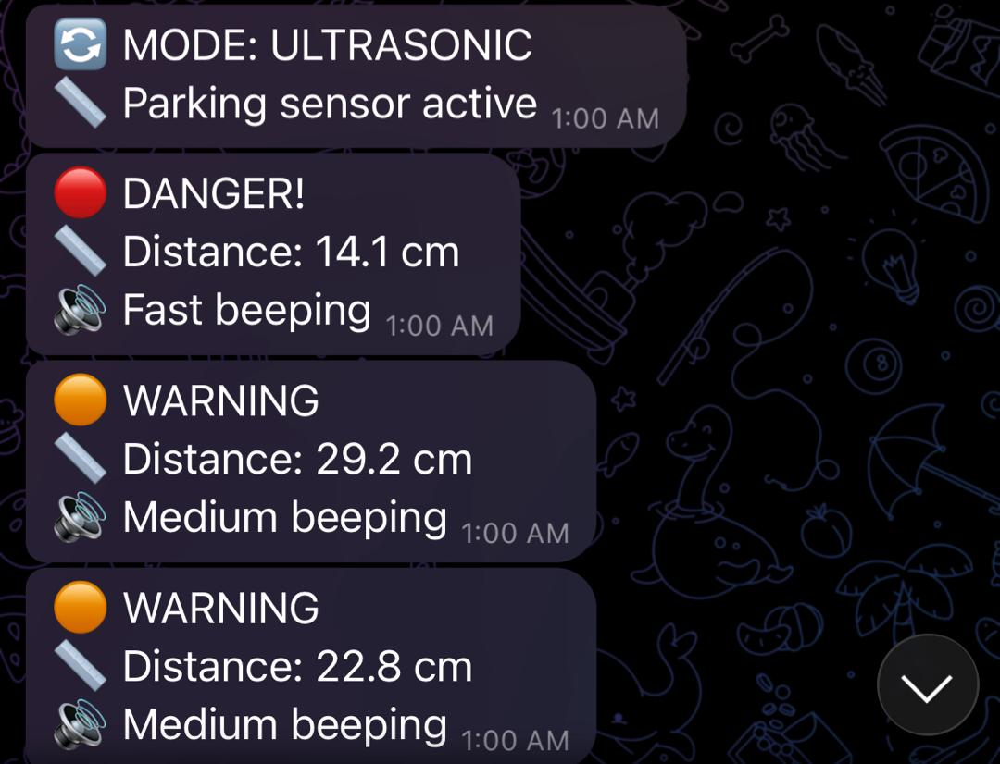 🔄 MODE: ULTRASONIC
📏 Parking sensor active 1:00 AM
🔴 DANGER!
📏 Distance: 14.1 cm
🔊 Fast beeping 1:00 AM
🟠 WARNING
📏 Distance: 29.2 cm
🔊 Medium beeping 1:00 AM
🟠 WARNING
📏 Distance: 22.8 cm
🔊 Medium beeping 1:00 AM